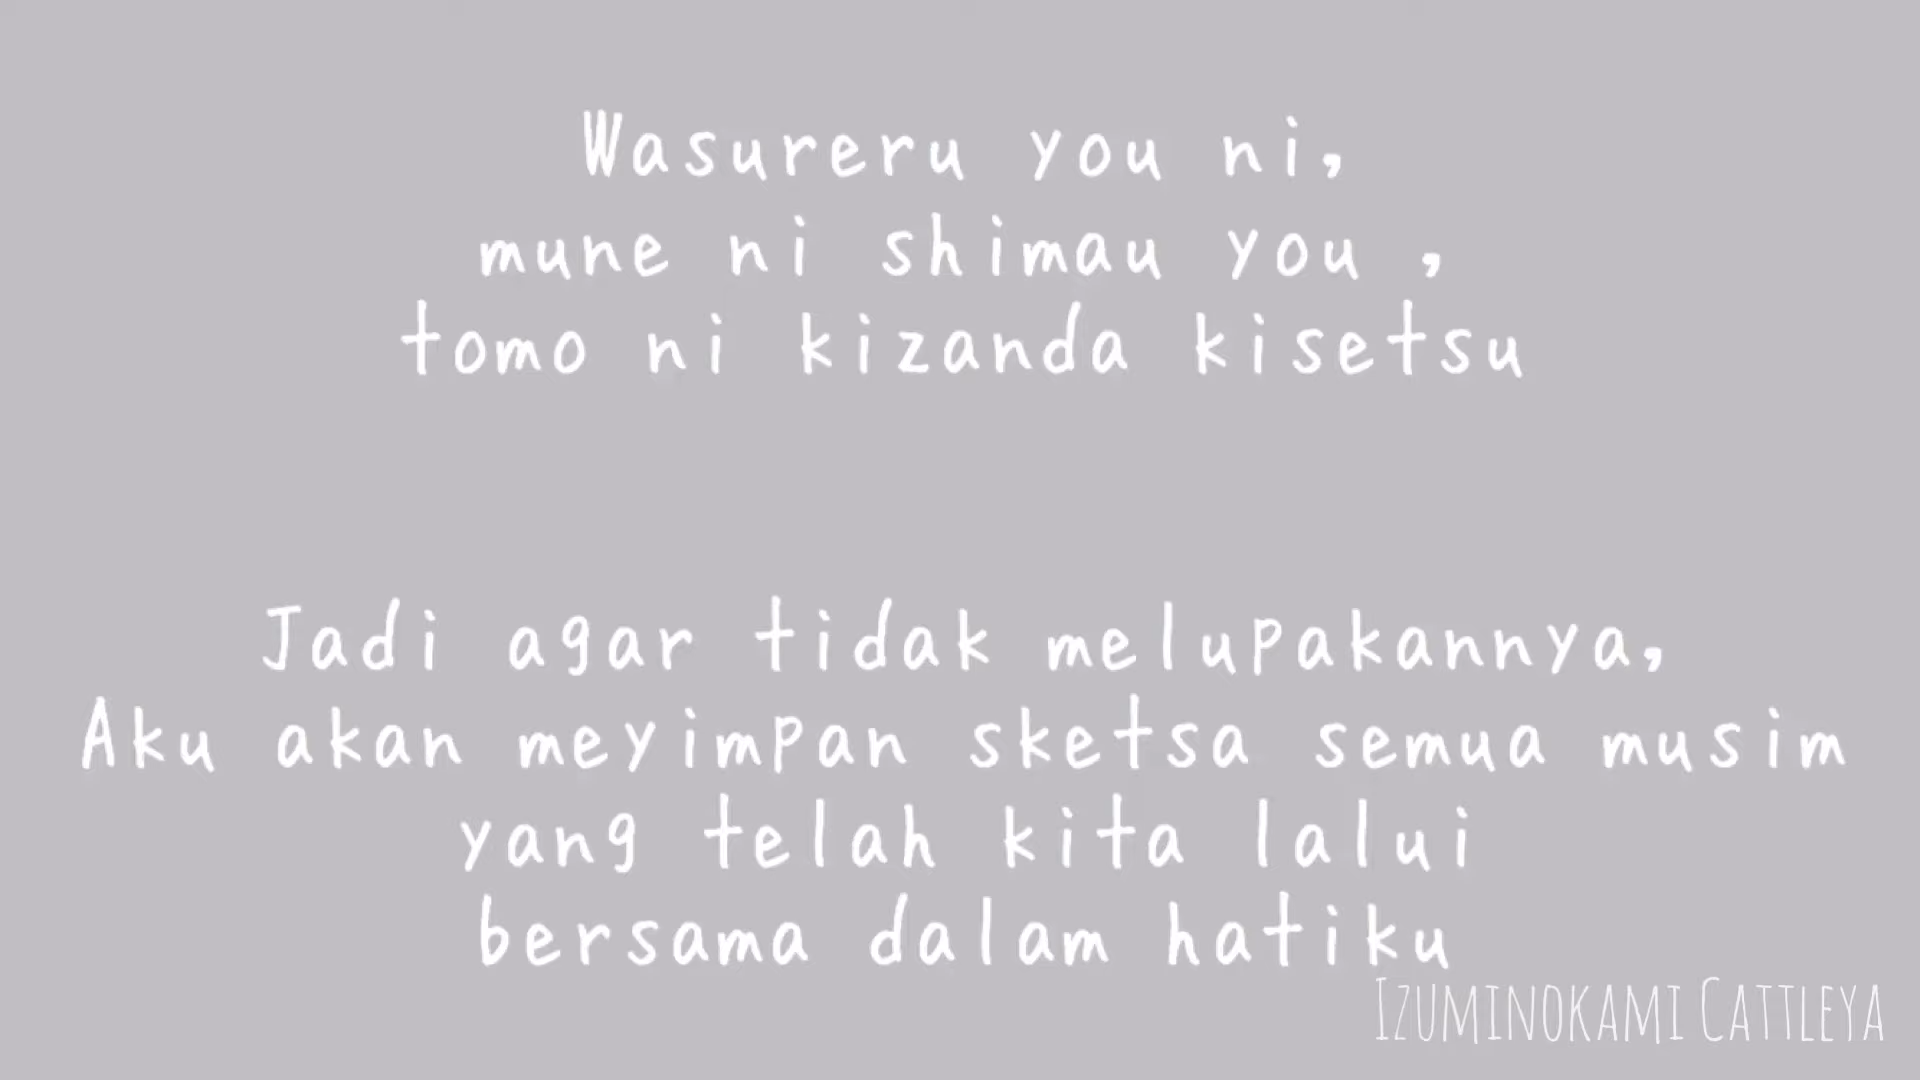 Wasureru you ni,
mune ni shimau you ,
tomo ni kizanda kisetsu
Jadi agar tidak melupakannya,
Aku akan meyimpan sketsa semua musim
yang telah kita lalui
bersama dalam hatiku
Izuminokami Cattleya